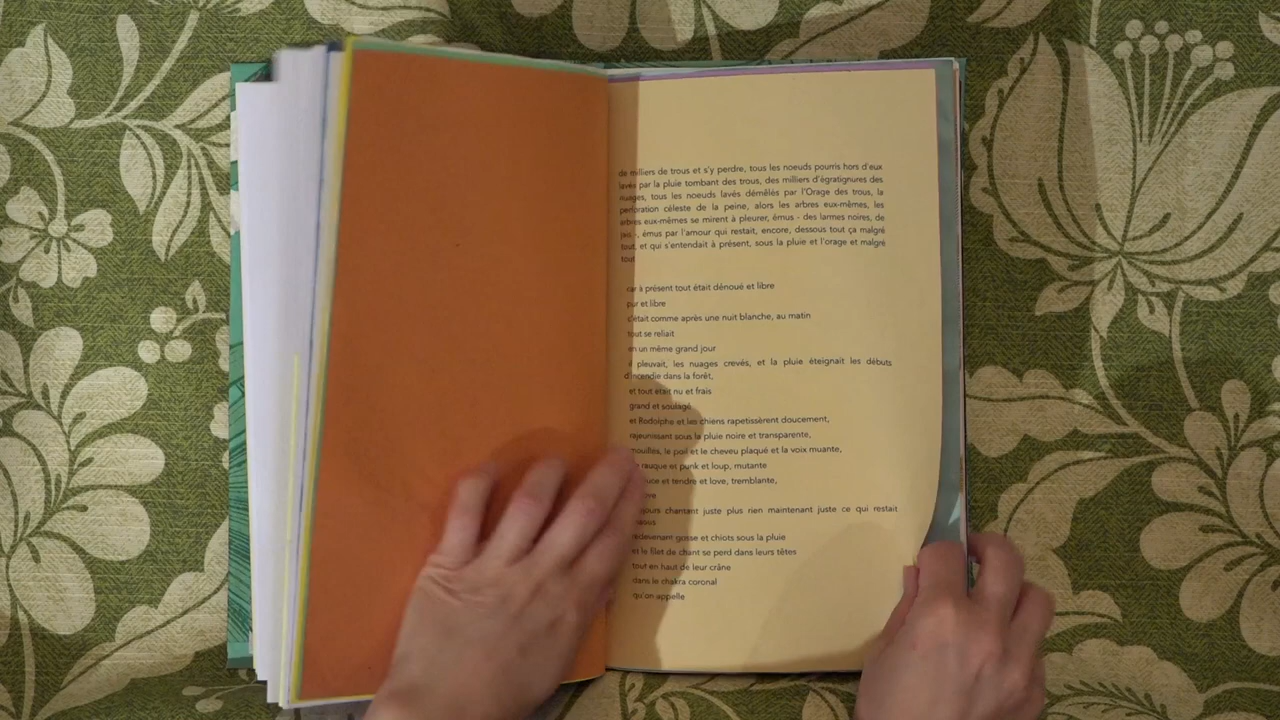 de milliers de trous et s'y perdre, tous les noeuds pourris hors d'eux
lavés par la pluie tombant des trous, des milliers d'égratignures des
nuages, tous les noeuds lavés démêlés par l'Orage des trous, la
perforation céleste de la peine, alors les arbres eux-mêmes, les
arbres eux-mêmes se mirent à pleurer, émus - des larmes noires, de
jais -, émus par l'amour qui restait, encore, dessous tout ça malgré
tout, et qui s'entendait à présent, sous la pluie et l'orage et malgré
tout
car à présent tout était dénoué et libre
pur et libre
c'était comme après une nuit blanche, au matin
tout se reliait
en un même grand jour
il pleuvait, les nuages crevés, et la pluie éteignait les débuts
d'incendie dans la forêt,
et tout était nu et frais
grand et soulagé
et Rodolphe et les chiens rapetissèrent doucement,
rajeunissant sous la pluie noire et transparente,
mouillés, le poil et le cheveu plaqué et la voix muante,
rauque et punk et loup, mutante
et tendre et love, tremblante,
chantant juste plus rien maintenant juste ce qui restait
redevenant gosse et chiots sous la pluie
et le filet de chant se perd dans leurs têtes
tout en haut de leur crâne
dans le chakra coronal
qu'on appelle